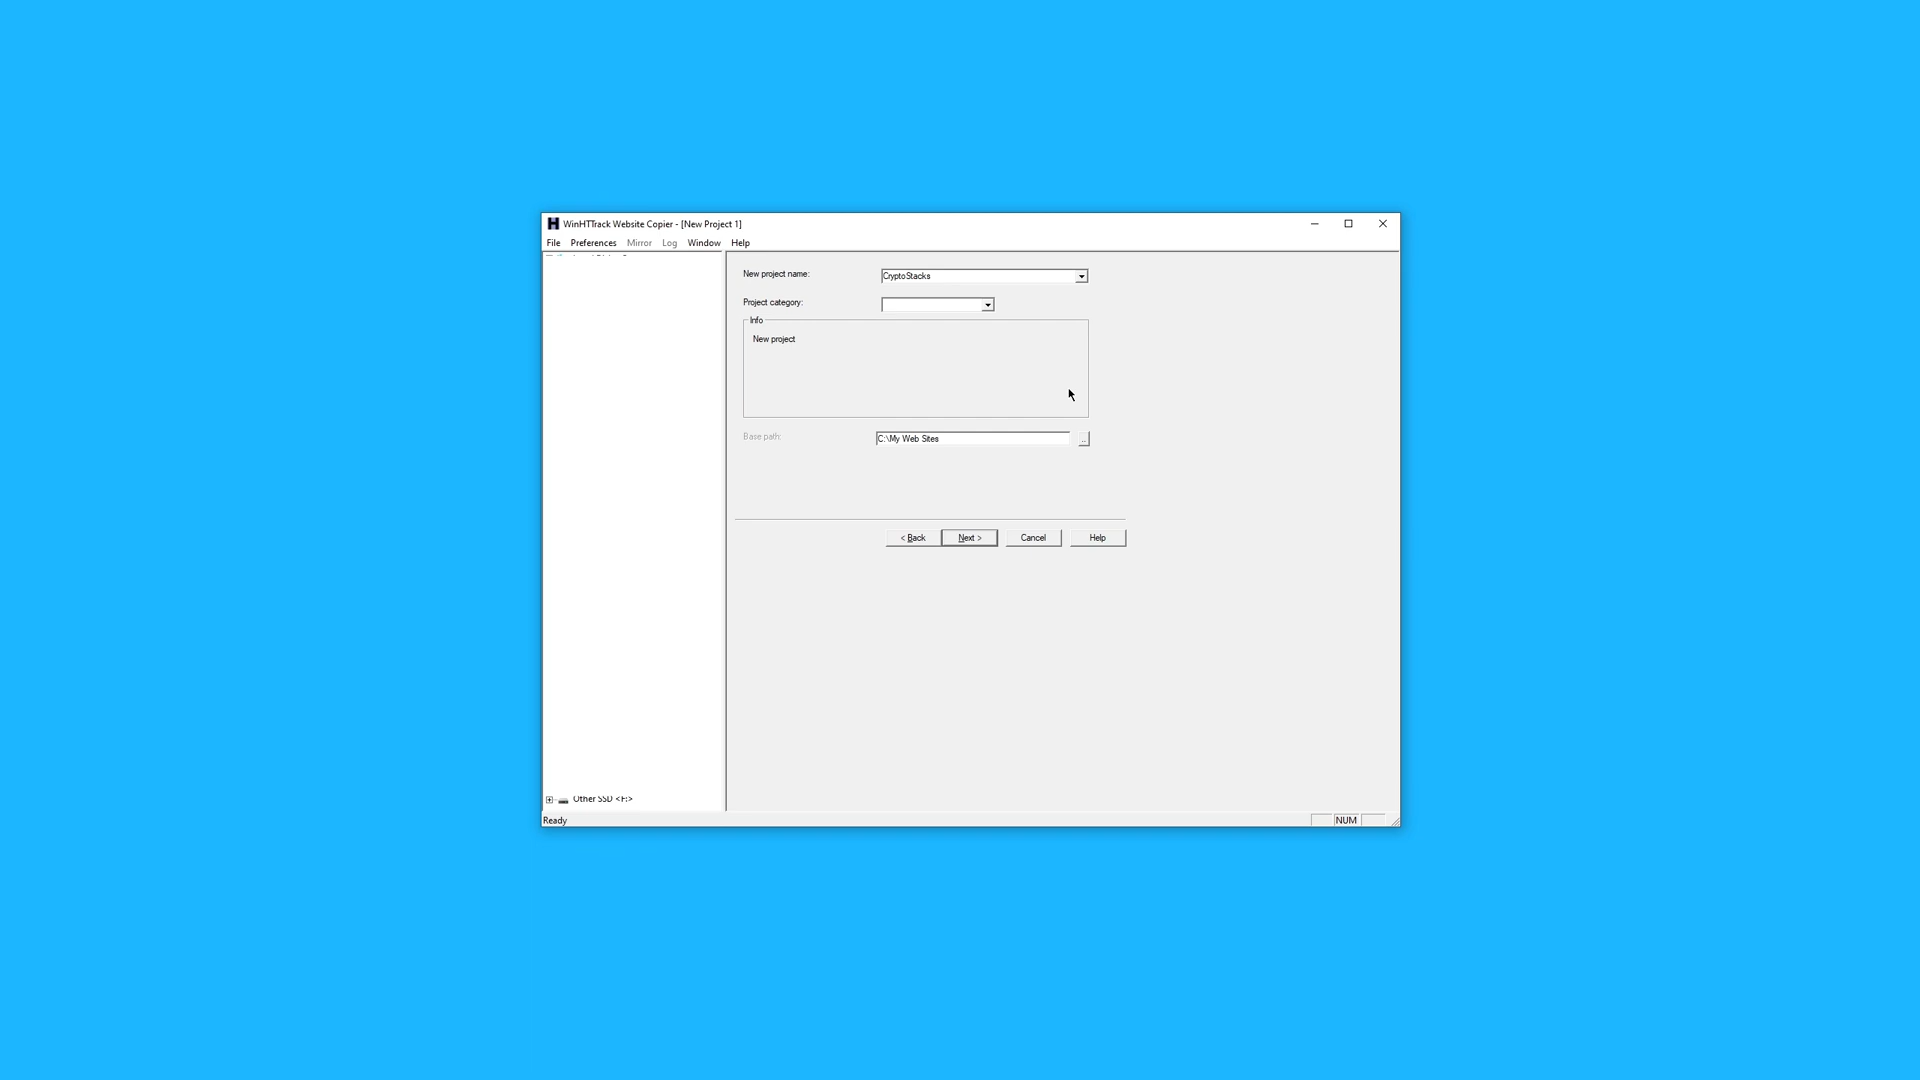 WinHTTrack Website Copier - [New Project 1]
File Preferences Mirror Log Window Help
New project name: CryptoStacks
Project category:
Info
New project
Base path: C:\My Web Sites ..
< Back Next > Cancel Help
Other SSD <F:>
Ready NUM